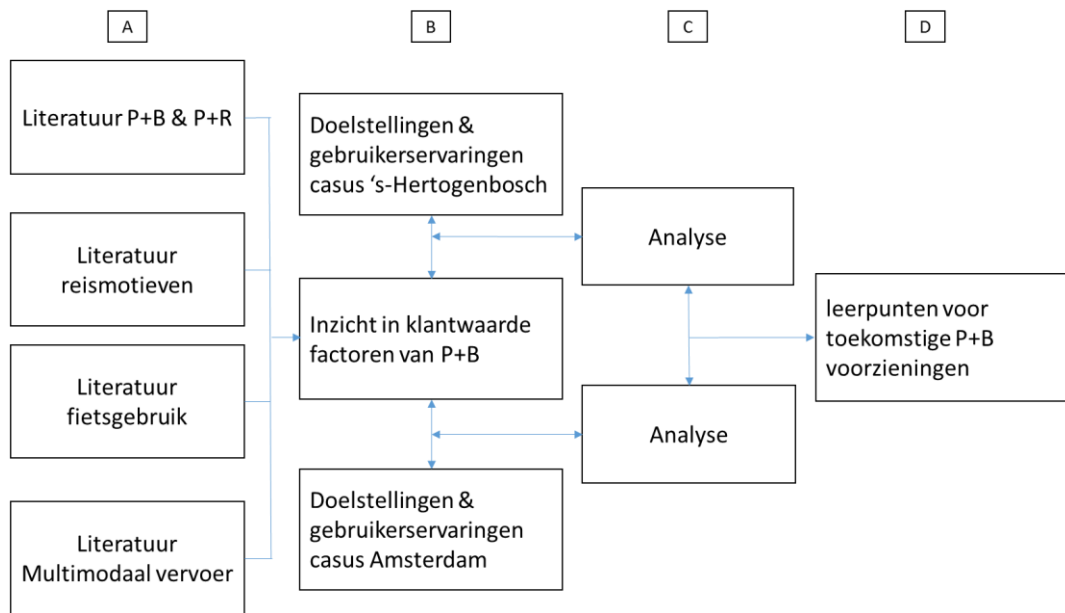 A
B
C
D
Literatuur P+B & P+R
Literatuur
reismotieven
Literatuur
fietsgebruik
Literatuur
Multimodaal vervoer
Doelstellingen &
gebruikerservaringen
casus ‘s-Hertogenbosch
Inzicht in klantwaarde
factoren van P+B
Doelstellingen &
gebruikerservaringen
casus Amsterdam
Analyse
Analyse
leerpunten voor
toekomstige P+B
voorzieningen